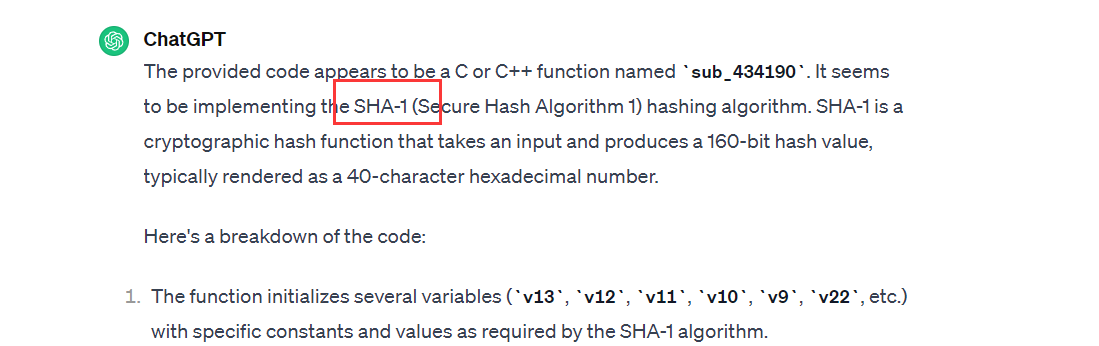 ChatGPT
The provided code appears to be a C or C++ function named `sub_434190`. It seems
to be implementing the SHA-1 (Secure Hash Algorithm 1) hashing algorithm. SHA-1 is a
cryptographic hash function that takes an input and produces a 160-bit hash value,
typically rendered as a 40-character hexadecimal number.
Here's a breakdown of the code:
1. The function initializes several variables (`v13`, `v12`, `v11`, `v10`, `v9`, `v22`, etc.)
with specific constants and values as required by the SHA-1 algorithm.